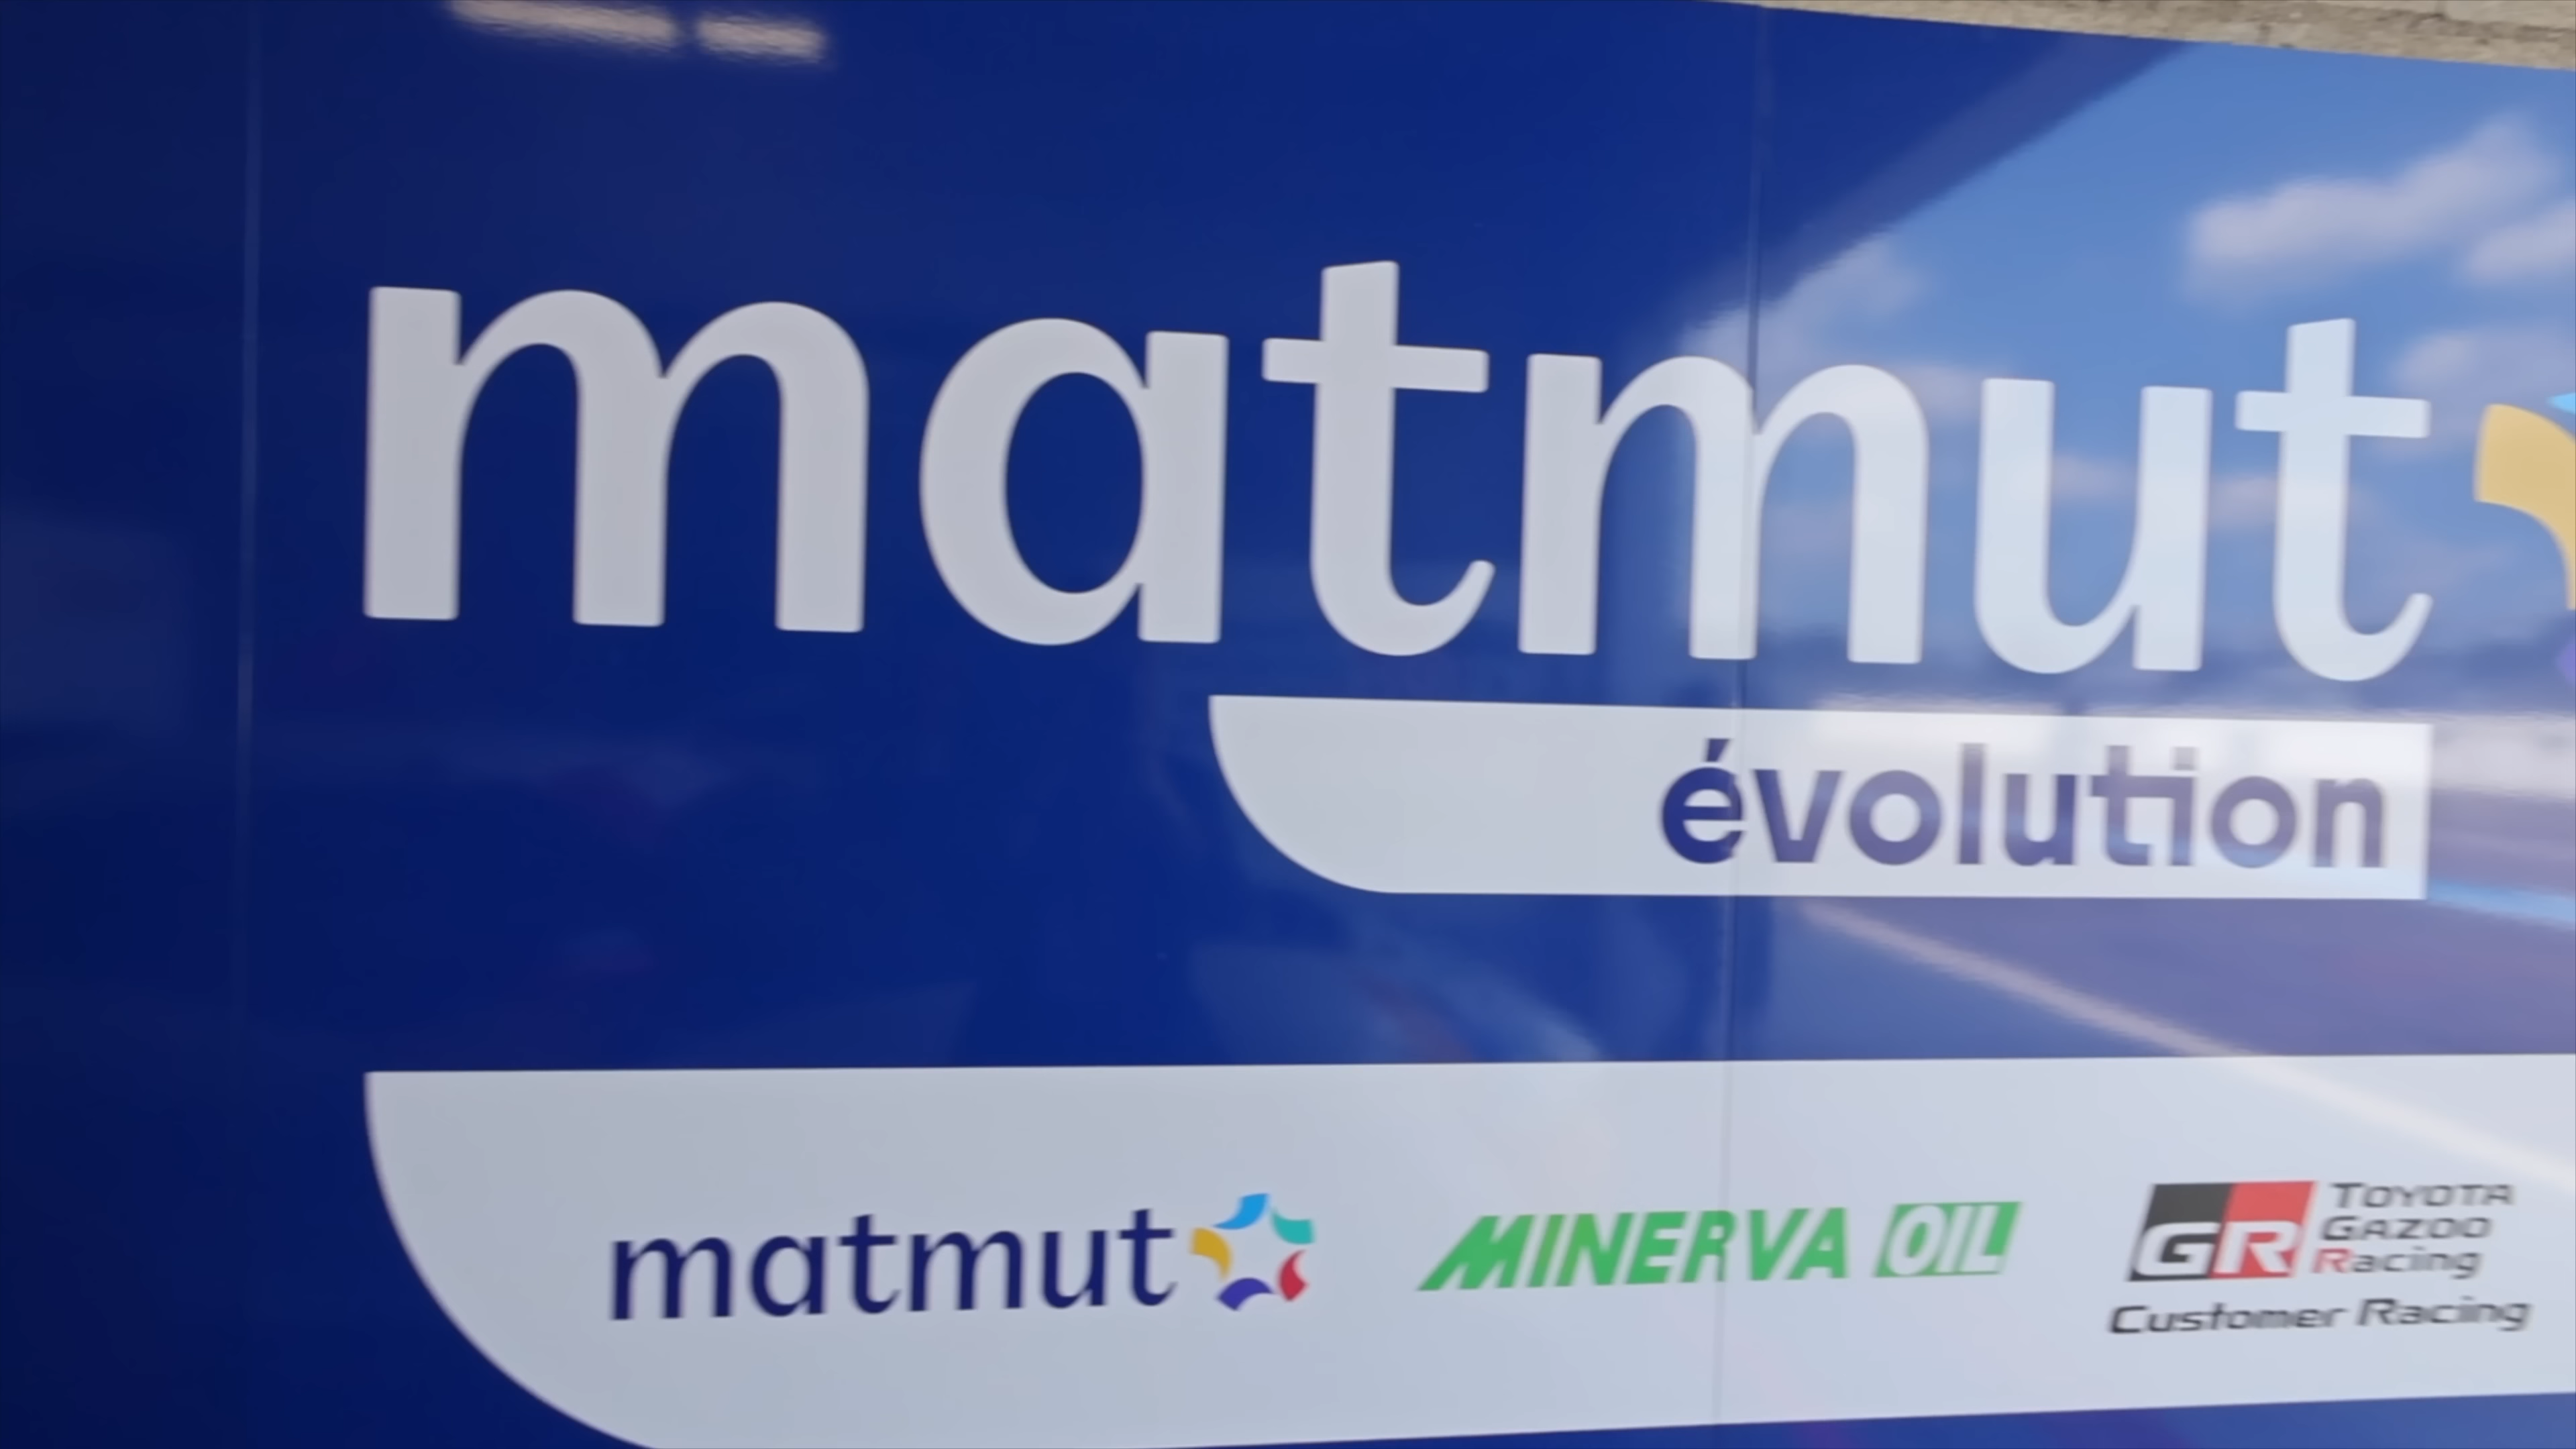 matmut
évolution
matmut
MINERVA OIL
GR TOYOTA
GAZOO
Racing
Customer Racing